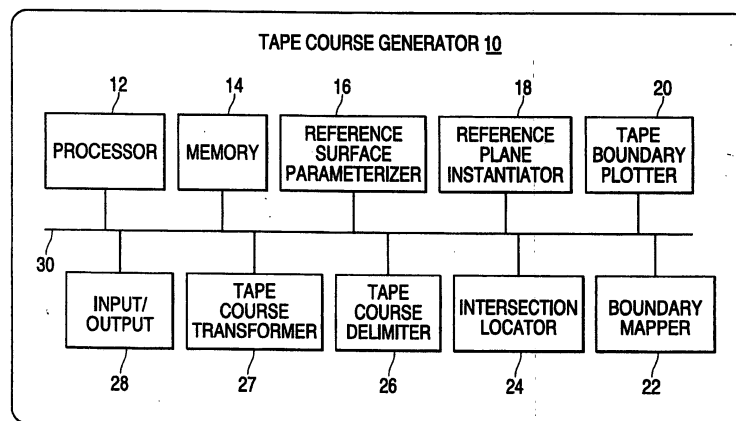 TAPE COURSE GENERATOR 10
12
14
16
18
20
PROCESSOR
MEMORY
REFERENCE
SURFACE
PARAMETERIZER
REFERENCE
PLANE
INSTANTIATOR
TAPE
BOUNDARY
PLOTTER
30
INPUT/
OUTPUT
TAPE
COURSE
TRANSFORMER
TAPE
COURSE
DELIMITER
INTERSECTION
LOCATOR
BOUNDARY
MAPPER
28
27
26
24
22